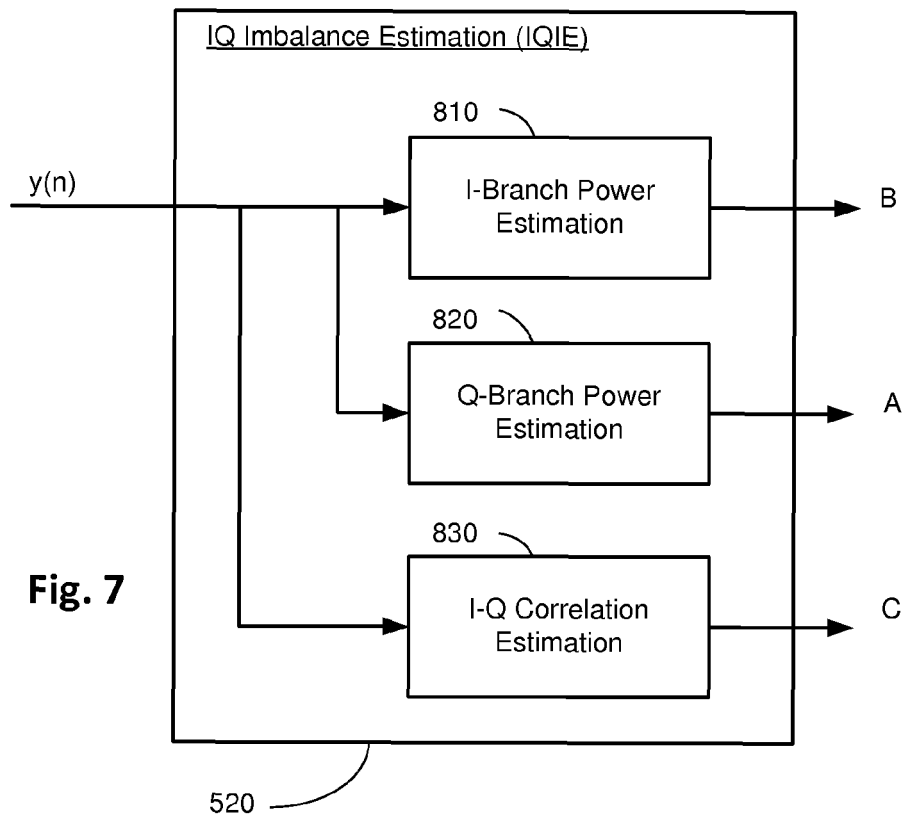 IQ Imbalance Estimation (IQIE)
810
y(n)
I-Branch Power
Estimation
B
820
Q-Branch Power
Estimation
A
830
Fig. 7
I-Q Correlation
Estimation
C
520